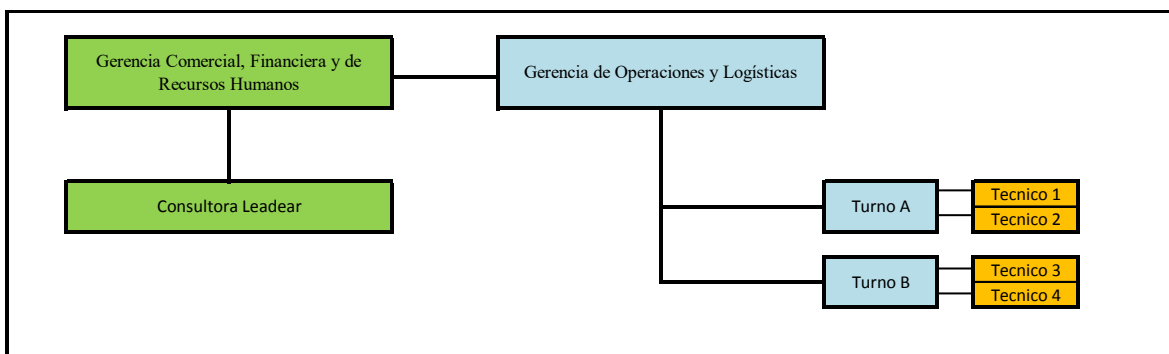 Gerencia Comercial, Financiera y de
Recursos Humanos
Gerencia de Operaciones y Logísticas
Consultora Leadear
Turno A
Tecnico 1
Tecnico 2
Turno B
Tecnico 3
Tecnico 4